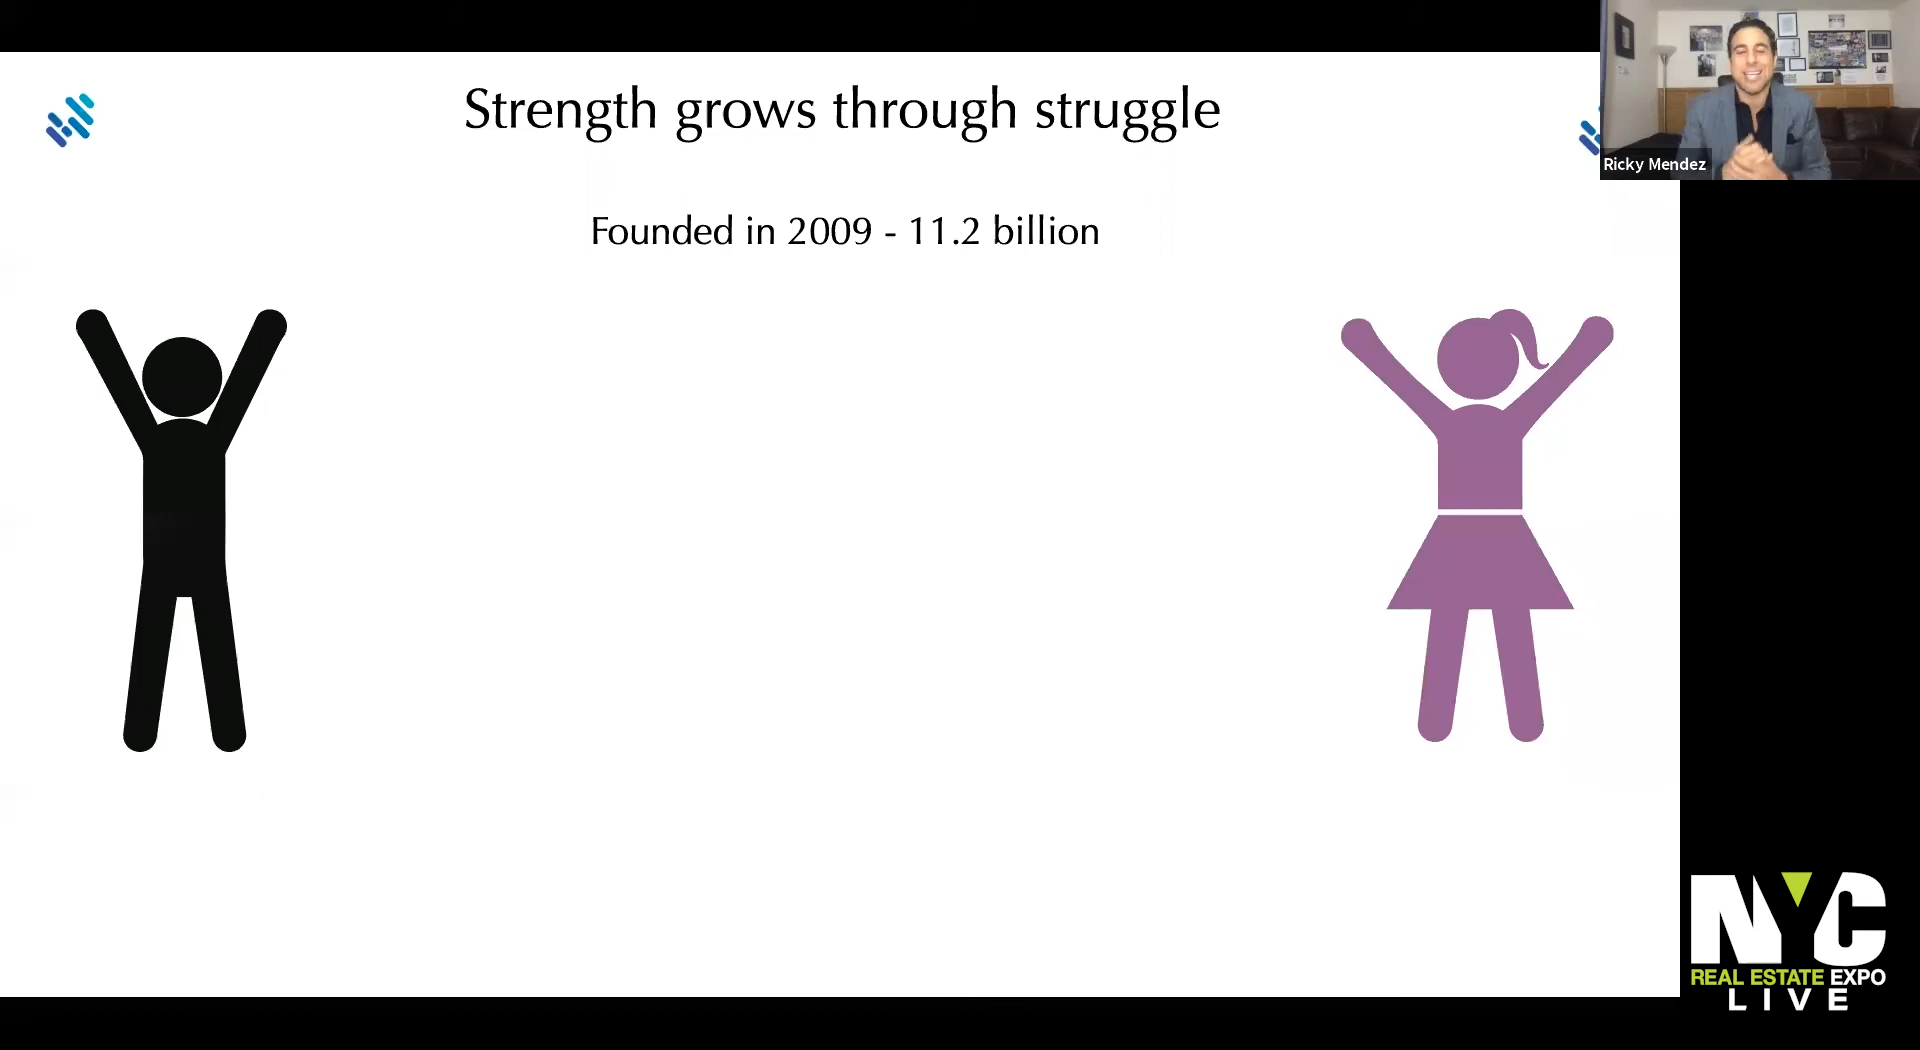 Strength grows through struggle
Founded in 2009 - 11.2 billion
Ricky Mendez
NYC
REAL ESTATE EXPO
LIVE